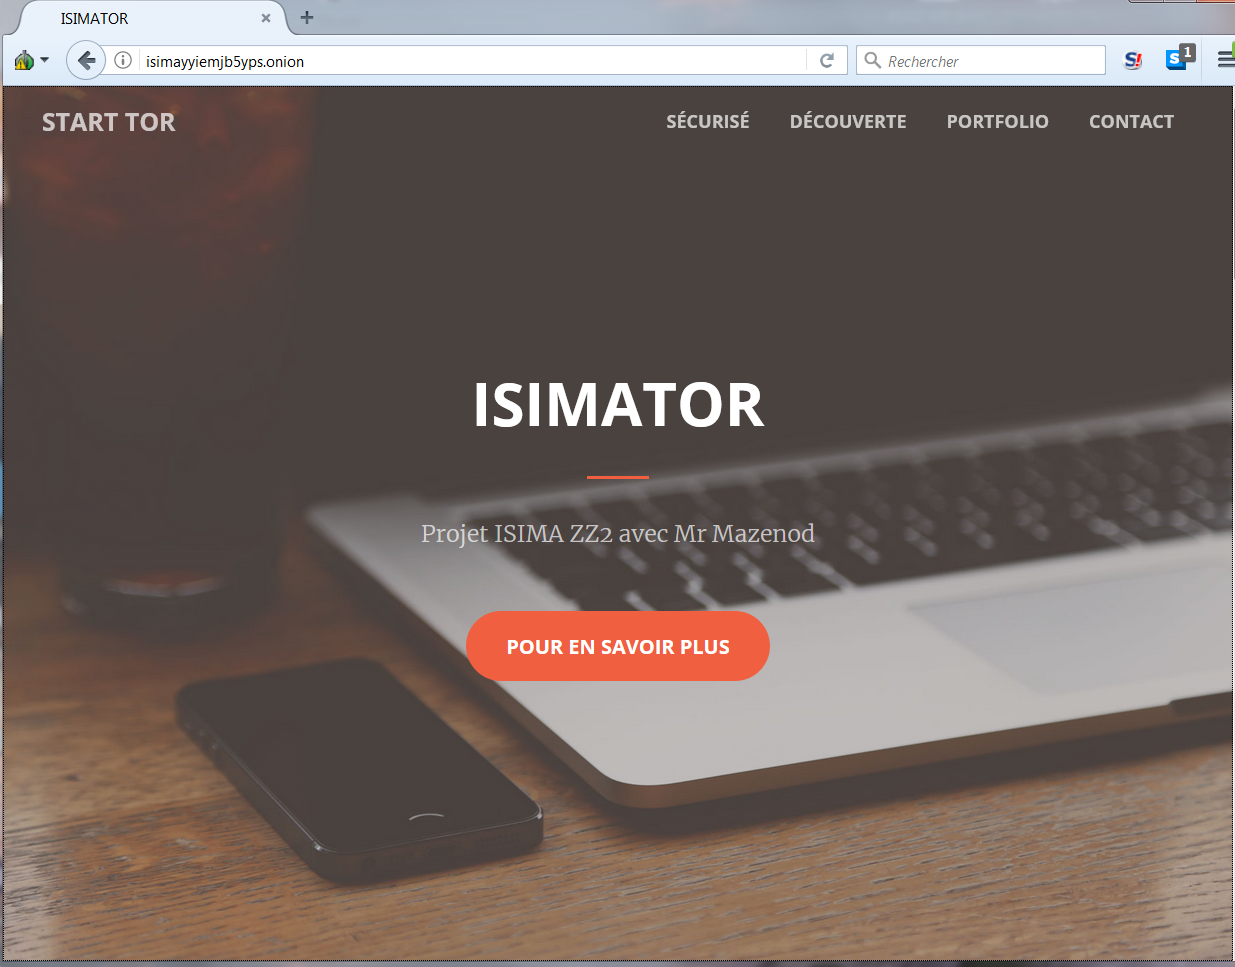 ISIMATOR
isimayyiemjb5yps.onion
Rechercher
S!
S 1
START TOR
SÉCURISÉ DÉCOUVERTE PORTFOLIO CONTACT
ISIMATOR
Projet ISIMA ZZ2 avec Mr Mazenod
POUR EN SAVOIR PLUS